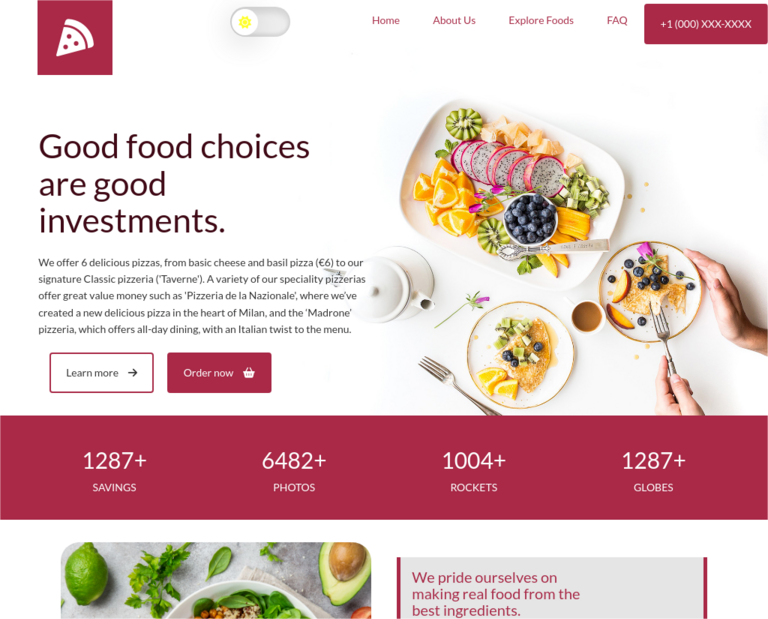 Home
About Us
Explore Foods
FAQ
+1 (000) XXX-XXXX
Good food choices
are good
investments.
We offer 6 delicious pizzas, from basic cheese and basil pizza (€6) to our
signature Classic pizzeria ('Taverne'). A variety of our speciality pizzerias
offer great value money such as 'Pizzeria de la Nazionale', where we've
created a new delicious pizza in the heart of Milan, and the 'Madrone'
pizzeria, which offers all-day dining, with an Italian twist to the menu.
Learn more
Order now
1287+
6482+
1004+
1287+
SAVINGS
PHOTOS
ROCKETS
GLOBES
We pride ourselves on
making real food from the
best ingredients.